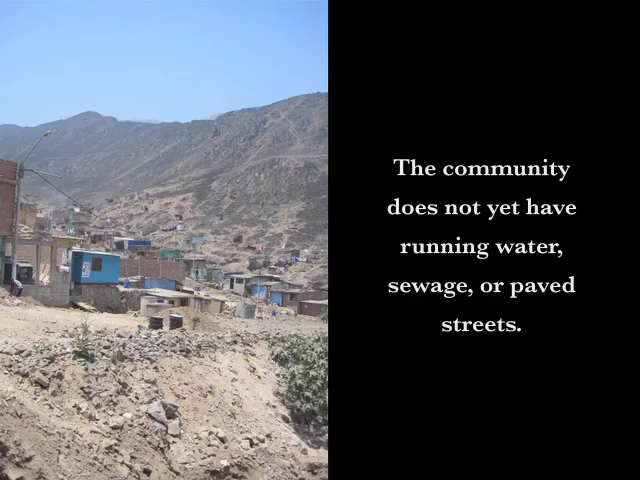 The community
does not yet have
running water,
sewage, or paved
streets.